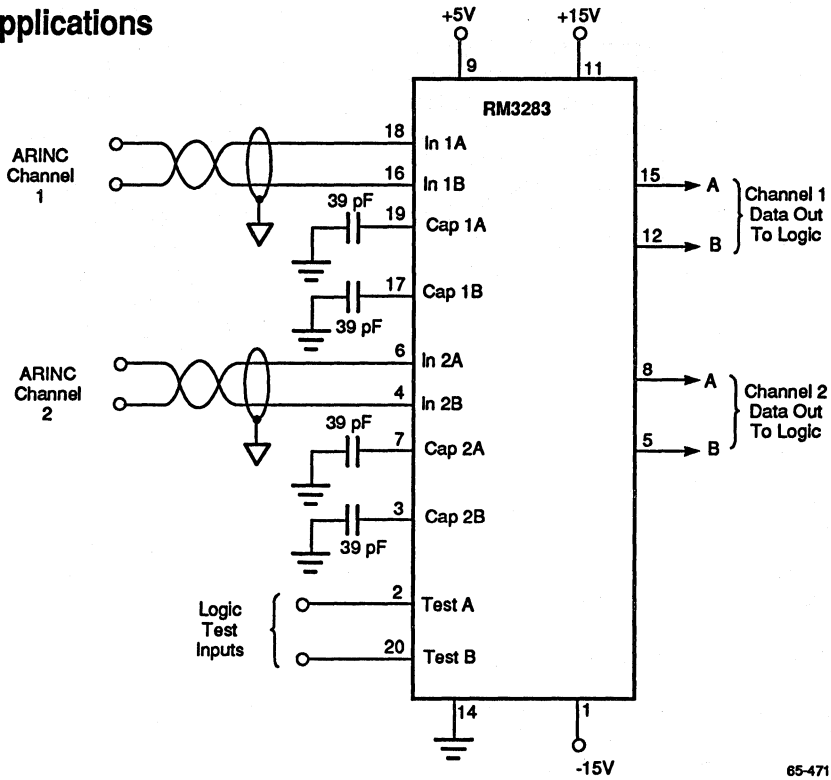 pplications
+5V
+15V
9
11
RM3283
ARINC
Channel
1
18
In 1A
16
In 1B
39 pF
19
Cap 1A
17
Cap 1B
39 pF
15
A
12
B
Channel 1
Data Out
To Logic
ARINC
Channel
2
6
In 2A
4
In 2B
39 pF
7
Cap 2A
3
Cap 2B
39 pF
8
A
5
B
Channel 2
Data Out
To Logic
Logic
Test
Inputs
2
Test A
20
Test B
14
1
-15V
65-471